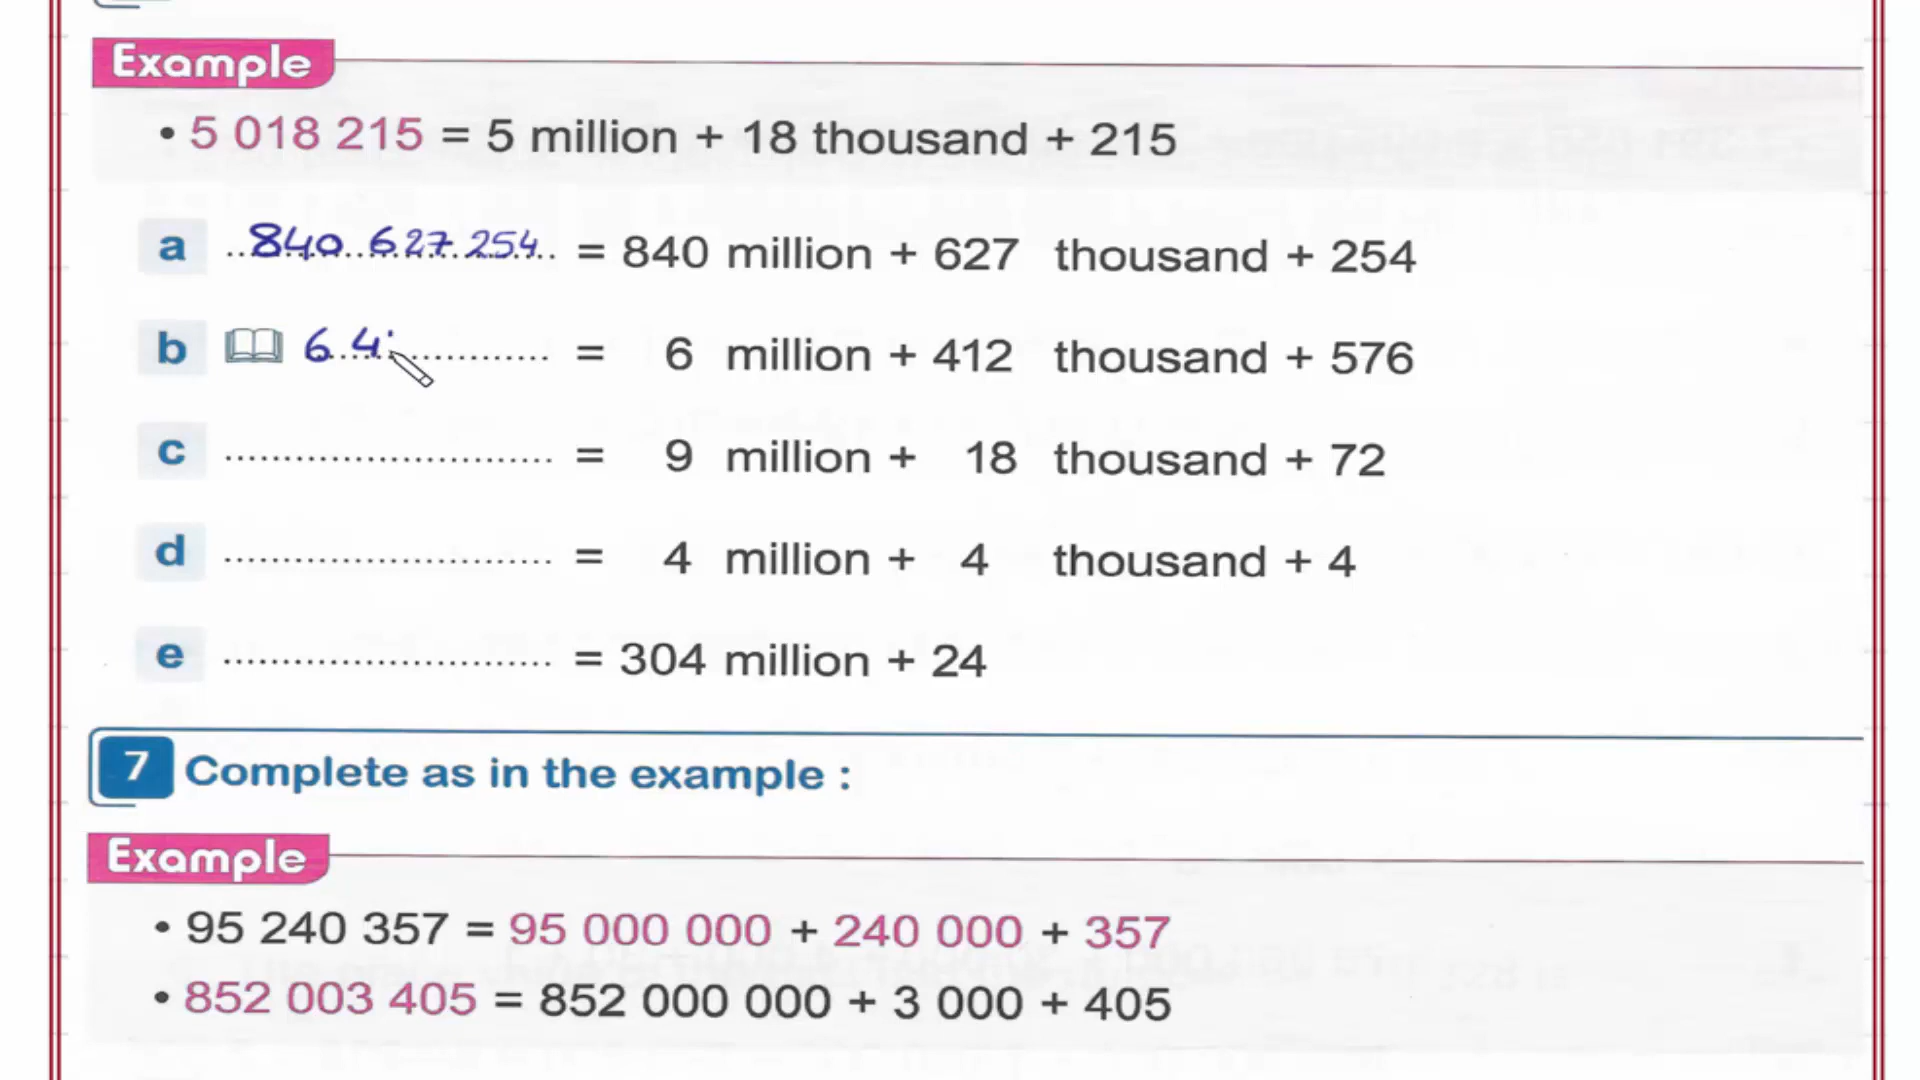 Example
• 5 018 215 = 5 million + 18 thousand + 215
a ..840..627.254.. = 840 million + 627 thousand + 254
b 6..4............... = 6 million + 412 thousand + 576
c ............................. = 9 million + 18 thousand + 72
d ............................. = 4 million + 4 thousand + 4
e ............................. = 304 million + 24
7 Complete as in the example :
Example
• 95 240 357 = 95 000 000 + 240 000 + 357
• 852 003 405 = 852 000 000 + 3 000 + 405